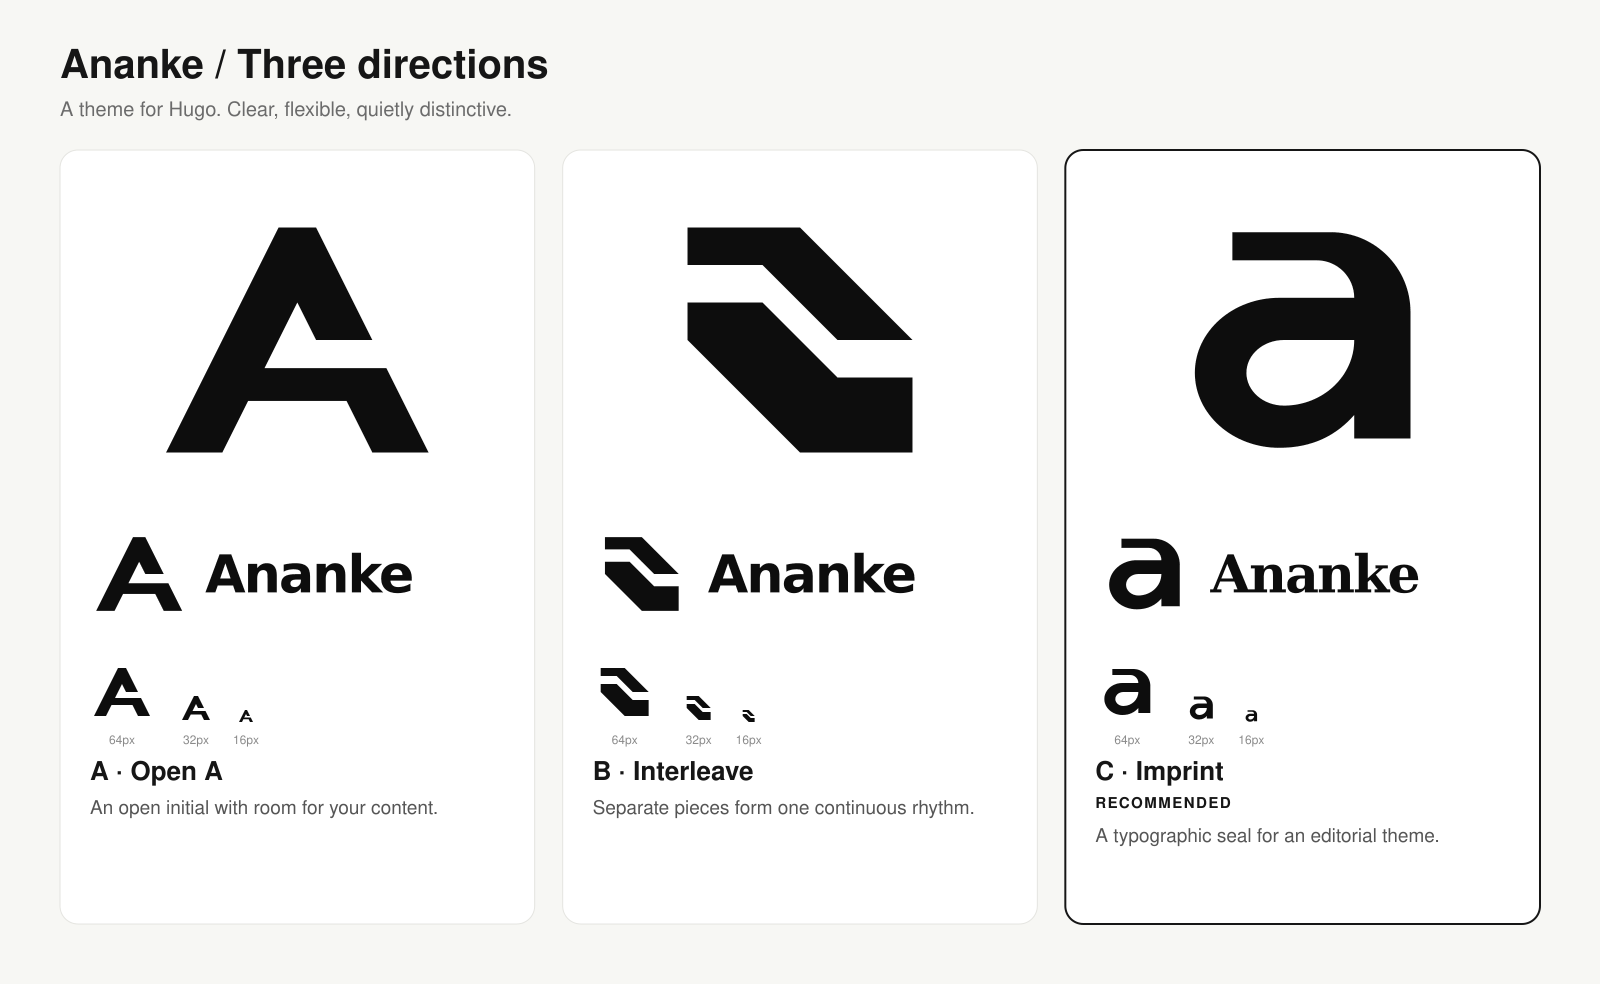 Ananke / Three directions
A theme for Hugo. Clear, flexible, quietly distinctive.
A
Ananke
64px 32px 16px
A · Open A
An open initial with room for your content.
Ananke
64px 32px 16px
B · Interleave
Separate pieces form one continuous rhythm.
a
a Ananke
a a a
64px 32px 16px
C · Imprint
RECOMMENDED
A typographic seal for an editorial theme.